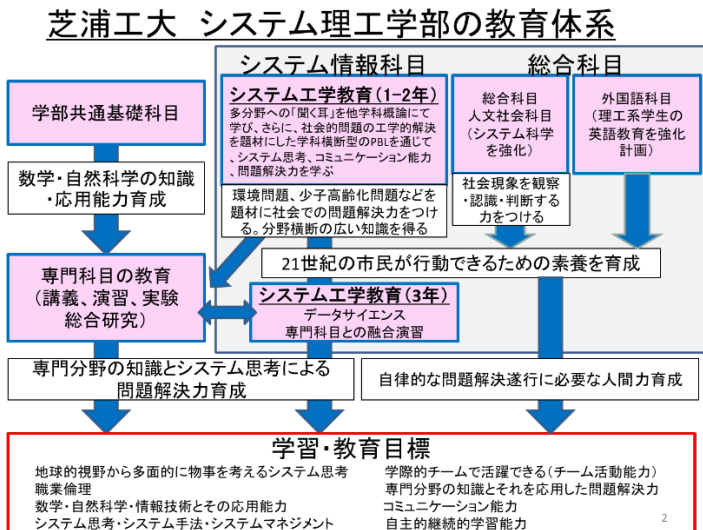 芝浦工大 システム理工学部の教育体系
システム情報科目
総合科目
学部共通基礎科目
システム工学教育(1-2年)
多分野への「聞く耳」を他学科概論にて
学び、さらに、社会的問題の工学的解決
を題材にした学科横断型のPBLを通じて
、システム思考、コミュニケーション能力
、問題解決力を学ぶ
総合科目
人文社会科目
(システム科学
を強化)
外国語科目
(理工系学生の
英語教育を強化
計画)
数学・自然科学の知識
・応用能力育成
環境問題、少子高齢化問題などを
題材に社会での問題解決力をつけ
る。分野横断の広い知識を得る
社会現象を観察
・認識・判断する
力をつける
21世紀の市民が行動できるための素養を育成
専門科目の教育
(講義、演習、実験
総合研究)
システム工学教育(3年)
データサイエンス
専門科目との融合演習
専門分野の知識とシステム思考による
問題解決力育成
自律的な問題解決遂行に必要な人間力育成
学習・教育目標
地球的視野から多面的に物事を考えるシステム思考
職業倫理
数学・自然科学・情報技術とその応用能力
システム思考・システム手法・システムマネジメント
学際的チームで活躍できる(チーム活動能力)
専門分野の知識とそれを応用した問題解決力
コミュニケーション能力
自主的継続的学習能力
2